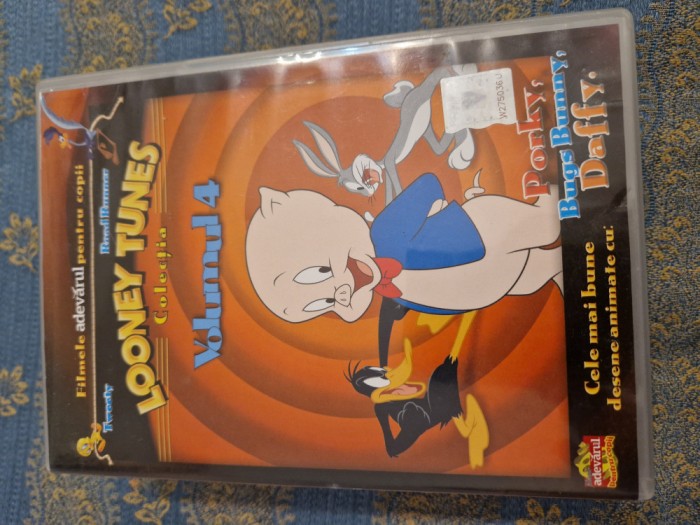 Filmele adevărul pentru copii
Tweety
Road Runner
LOONEY TUNES
Colecția
Volumul 4
W275036U
Porky,
Bugs Bunny,
Daffy.
Cele mai bune
desene animate cu:
adevărul